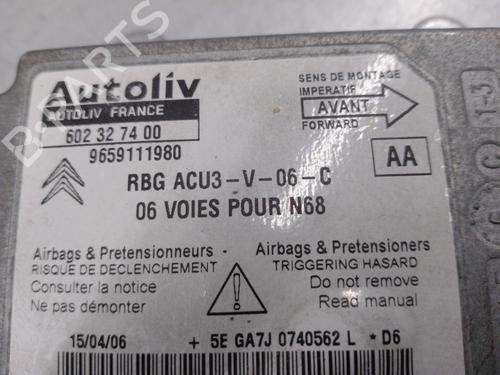 Autoliv
AUTOLIV FRANCE
602 32 74 00
9659111980
SENS DE MONTAGE
IMPERATIF
AVANT
FORWARD
AA
RBG ACU3-V-06-C
06 VOIES POUR N68
Airbags & Pretensionneurs
RISQUE DE DECLENCHEMENT
Consulter la notice
Ne pas démonter
Airbags & Pretensioners
TRIGGERING HASARD
Do not remove
Read manual
15/04/06 + 5E GA7J 0740562 L * D6
1-3
B-PARTS